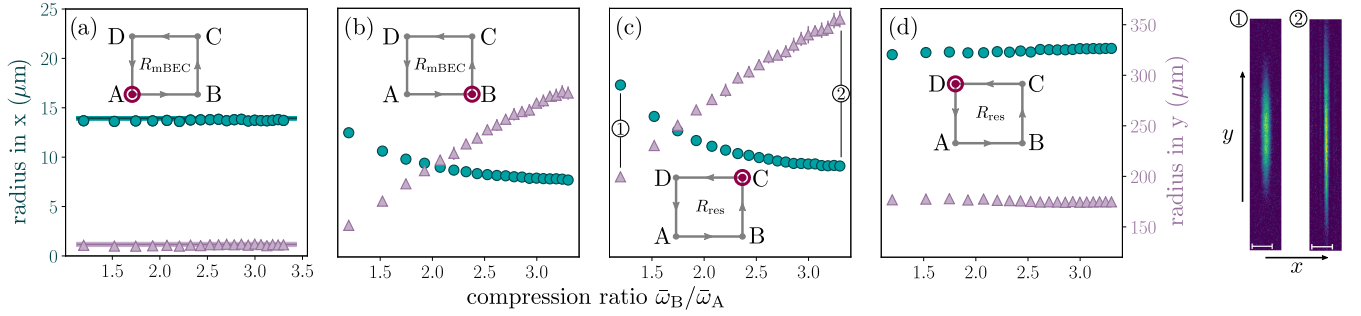 (a)
D
C
R_mBEC
A
B
(b)
D
C
R_mBEC
A
B
(c)
①
②
D
C
R_res
A
B
(d)
D
C
R_res
A
B
radius in x (μm)
25
20
15
10
5
0
1.5 2.0 2.5 3.0 3.5
1.5 2.0 2.5 3.0
1.5 2.0 2.5 3.0
1.5 2.0 2.5 3.0
compression ratio ω̄_B/ω̄_A
350
300
250
200
150
radius in y (μm)
① ②
y
x